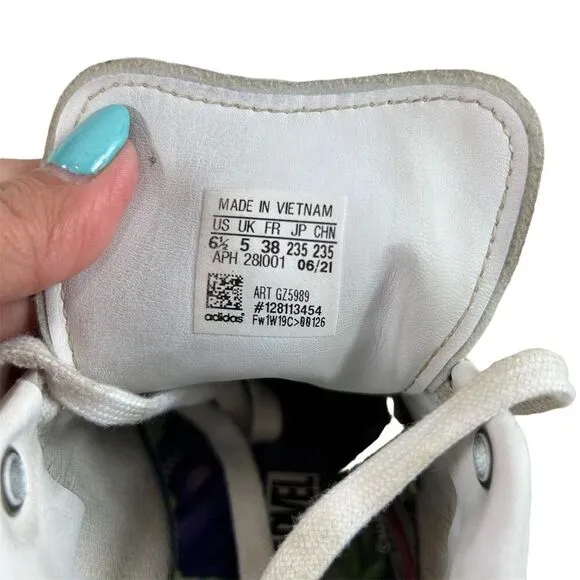 MADE IN VIETNAM
US UK FR JP CHN
6½ 5 38 235 235
APH 28I001 06/21
ART GZ5989
#128113454
adidas Fw1W19C>00126